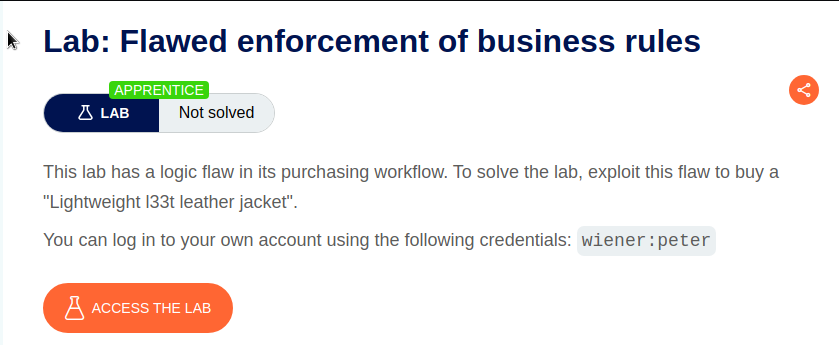 Lab: Flawed enforcement of business rules
APPRENTICE
LAB Not solved
This lab has a logic flaw in its purchasing workflow. To solve the lab, exploit this flaw to buy a
"Lightweight l33t leather jacket".
You can log in to your own account using the following credentials: wiener:peter
ACCESS THE LAB